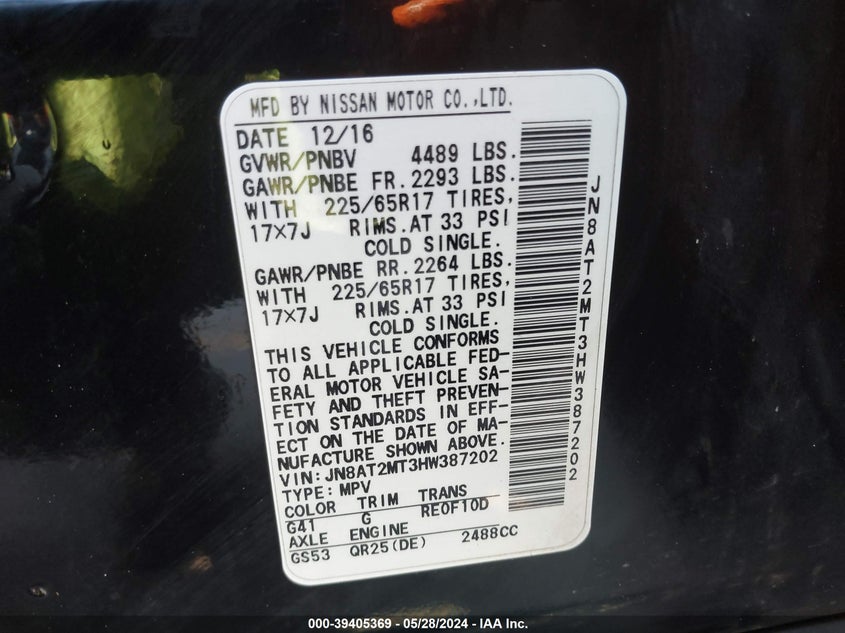 MFD BY NISSAN MOTOR CO.,LTD.
DATE 12/16
GVWR/PNBV 4489 LBS.
GAWR/PNBE FR. 2293 LBS.
WITH 225/65R17 TIRES,
17X7J RIMS.AT 33 PSI
COLD SINGLE.
GAWR/PNBE RR. 2264 LBS.
WITH 225/65R17 TIRES,
17X7J RIMS.AT 33 PSI
COLD SINGLE.
THIS VEHICLE CONFORMS
TO ALL APPLICABLE FED-
ERAL MOTOR VEHICLE SA-
FETY AND THEFT PREVEN-
TION STANDARDS IN EFF-
ECT ON THE DATE OF MA-
NUFACTURE SHOWN ABOVE.
VIN: JN8AT2MT3HW387202
TYPE: MPV
COLOR TRIM TRANS
G41 G RE0F10D
AXLE ENGINE
GS53 QR25(DE) 2488CC
JN8AT2MT3HW387202
000-39405369 - 05/28/2024 - IAA Inc.